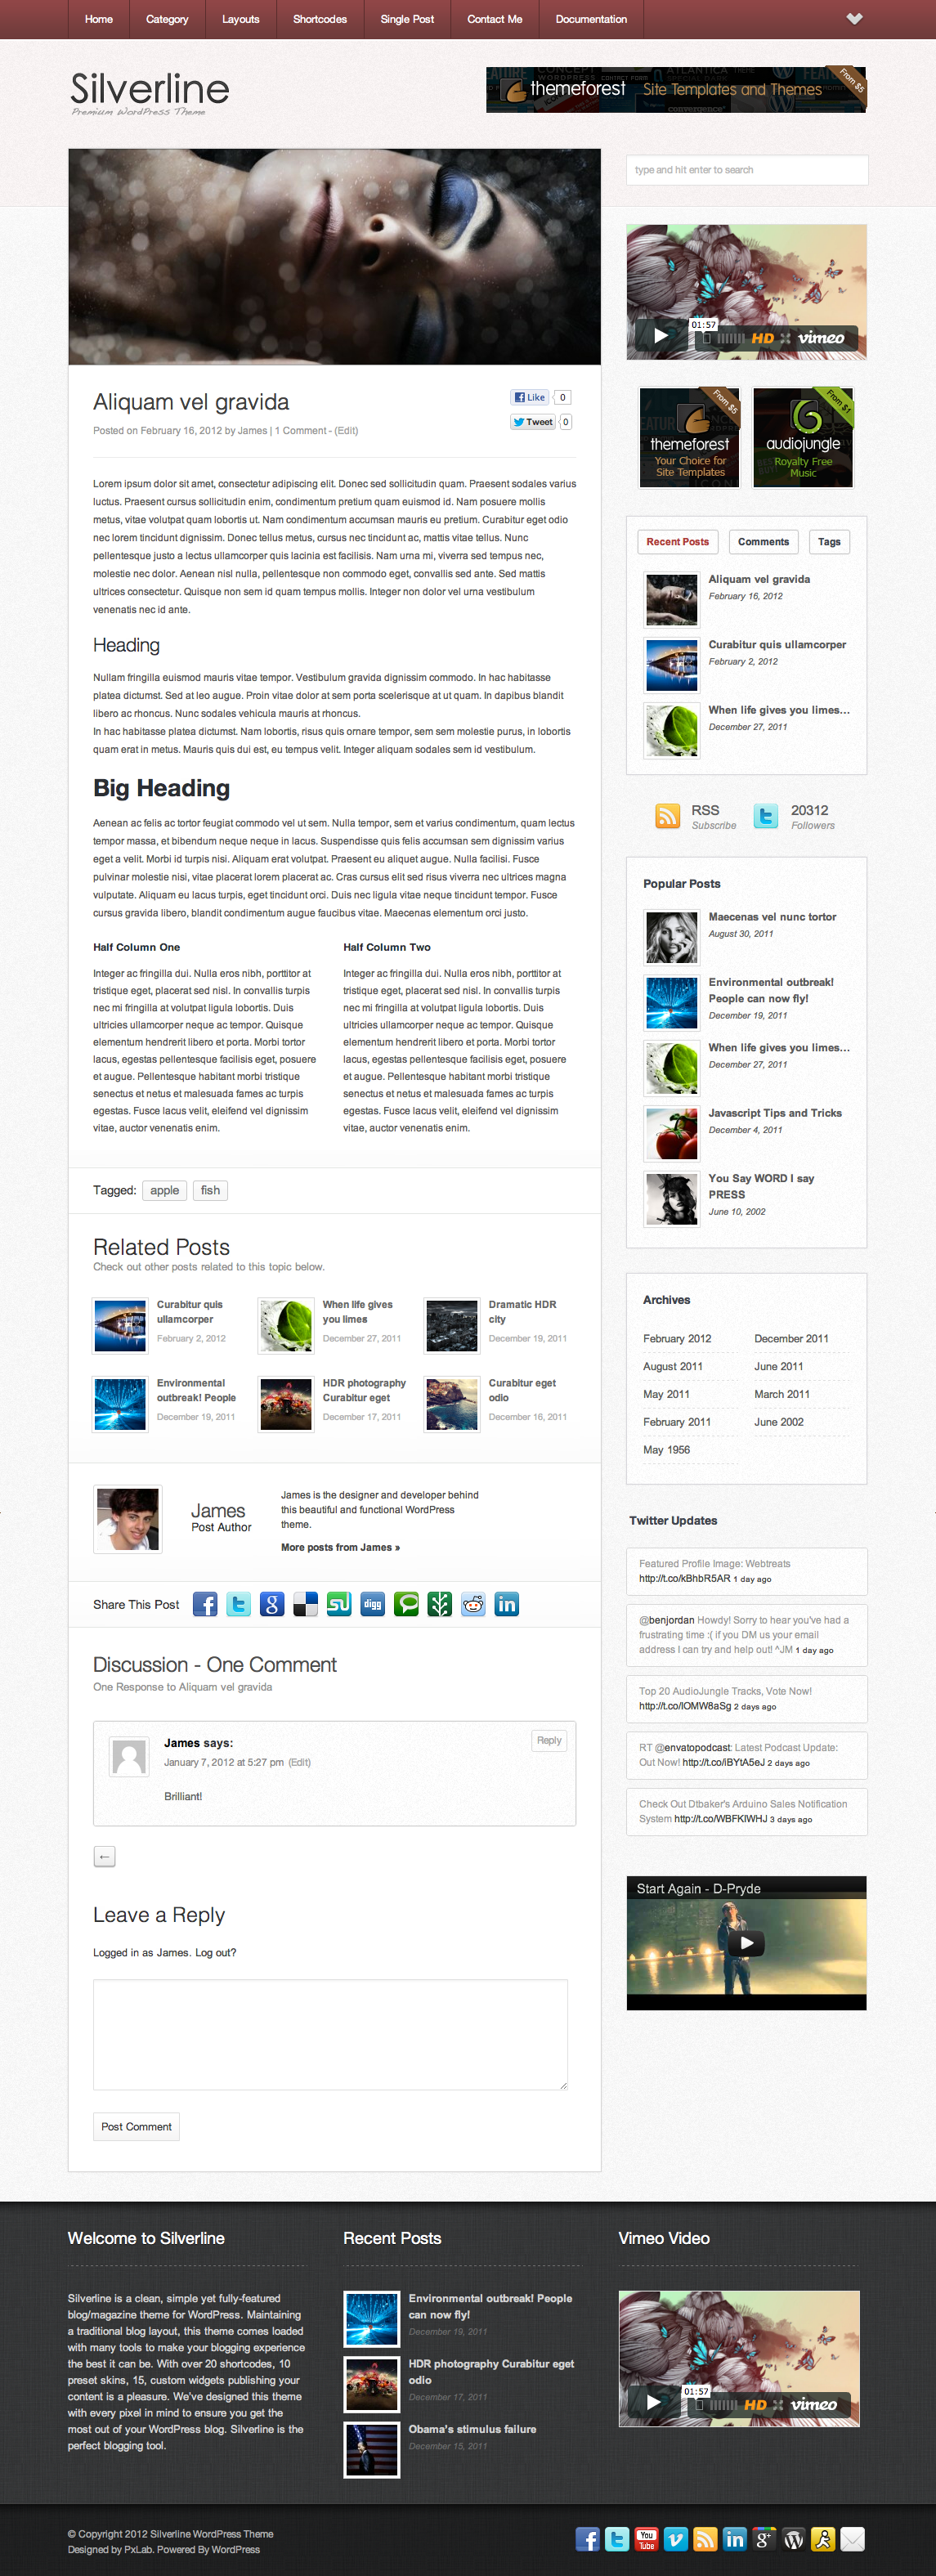 Home Category Layouts Shortcodes Single Post Contact Me Documentation
Silverline
Premium WordPress Theme
themeforest Site Templates and Themes From $5
type and hit enter to search
Aliquam vel gravida
Posted on February 16, 2012 by James | 1 Comment - (Edit)
Like 0
Tweet 0
Lorem ipsum dolor sit amet, consectetur adipiscing elit. Donec sed sollicitudin quam. Praesent sodales varius
luctus. Praesent cursus sollicitudin enim, condimentum pretium quam euismod id. Nam posuere mollis
metus, vitae volutpat quam lobortis ut. Nam condimentum accumsan mauris eu pretium. Curabitur eget odio
nec lorem tincidunt dignissim. Donec tellus metus, cursus nec tincidunt ac, mattis vitae tellus. Nunc
pellentesque justo a lectus ullamcorper quis lacinia est facilisis. Nam urna mi, viverra sed tempus nec,
molestie nec dolor. Aenean nisl nulla, pellentesque non commodo eget, convallis sed ante. Sed mattis
ultrices consectetur. Quisque non sem id quam tempus mollis. Integer non dolor vel urna vestibulum
venenatis nec id ante.
Heading
Nullam fringilla euismod mauris vitae tempor. Vestibulum gravida dignissim commodo. In hac habitasse
platea dictumst. Sed at leo augue. Proin vitae dolor at sem porta scelerisque at ut quam. In dapibus blandit
libero ac rhoncus. Nunc sodales vehicula mauris at rhoncus.
In hac habitasse platea dictumst. Nam lobortis, risus quis ornare tempor, sem sem molestie purus, in lobortis
quam erat in metus. Mauris quis dui est, eu tempus velit. Integer aliquam sodales sem id vestibulum.
Big Heading
Aenean ac felis ac tortor feugiat commodo vel ut sem. Nulla tempor, sem et varius condimentum, quam lectus
tempor massa, et bibendum neque neque in lacus. Suspendisse quis felis accumsan sem dignissim varius
eget a velit. Morbi id turpis nisi. Aliquam erat volutpat. Praesent eu aliquet augue. Nulla facilisi. Fusce
pulvinar molestie nisi, vitae placerat lorem placerat ac. Cras cursus elit sed risus viverra nec ultrices magna
vulputate. Aliquam eu lacus turpis, eget tincidunt orci. Duis nec ligula vitae neque tincidunt tempor. Fusce
cursus gravida libero, blandit condimentum augue faucibus vitae. Maecenas elementum orci justo.
Half Column One
Integer ac fringilla dui. Nulla eros nibh, porttitor at
tristique eget, placerat sed nisl. In convallis turpis
nec mi fringilla at volutpat ligula lobortis. Duis
ultricies ullamcorper neque ac tempor. Quisque
elementum hendrerit libero et porta. Morbi tortor
lacus, egestas pellentesque facilisis eget, posuere
et augue. Pellentesque habitant morbi tristique
senectus et netus et malesuada fames ac turpis
egestas. Fusce lacus velit, eleifend vel dignissim
vitae, auctor venenatis enim.
Half Column Two
Integer ac fringilla dui. Nulla eros nibh, porttitor at
tristique eget, placerat sed nisl. In convallis turpis
nec mi fringilla at volutpat ligula lobortis. Duis
ultricies ullamcorper neque ac tempor. Quisque
elementum hendrerit libero et porta. Morbi tortor
lacus, egestas pellentesque facilisis eget, posuere
et augue. Pellentesque habitant morbi tristique
senectus et netus et malesuada fames ac turpis
egestas. Fusce lacus velit, eleifend vel dignissim
vitae, auctor venenatis enim.
Tagged: apple fish
Related Posts
Check out other posts related to this topic below.
Curabitur quis
ullamcorper
February 2, 2012
When life gives
you limes
December 27, 2011
Dramatic HDR
city
December 19, 2011
Environmental
outbreak! People
December 19, 2011
HDR photography
Curabitur eget
December 17, 2011
Curabitur eget
odio
December 16, 2011
James
Post Author
James is the designer and developer behind
this beautiful and functional WordPress
theme.
More posts from James »
Share This Post
digg
Discussion - One Comment
One Response to Aliquam vel gravida
James says:
Reply
January 7, 2012 at 5:27 pm (Edit)
Brilliant!
←
Leave a Reply
Logged in as James. Log out?
Post Comment
01:57
HD vimeo
From $5
themeforest
Your Choice for
Site Templates
From $1
audiojungle
Royalty Free
Music
Recent Posts Comments Tags
Aliquam vel gravida
February 16, 2012
Curabitur quis ullamcorper
February 2, 2012
When life gives you limes...
December 27, 2011
RSS
Subscribe
20312
Followers
Popular Posts
Maecenas vel nunc tortor
August 30, 2011
Environmental outbreak!
People can now fly!
December 19, 2011
When life gives you limes...
December 27, 2011
Javascript Tips and Tricks
December 4, 2011
You Say WORD I say
PRESS
June 10, 2002
Archives
February 2012 December 2011
August 2011 June 2011
May 2011 March 2011
February 2011 June 2002
May 1956
Twitter Updates
Featured Profile Image: Webtreats
http://t.co/kBhbR5AR 1 day ago
@benjordan Howdy! Sorry to hear you've had a
frustrating time :( if you DM us your email
address I can try and help out! ^JM 1 day ago
Top 20 AudioJungle Tracks, Vote Now!
http://t.co/lOMW8aSg 2 days ago
RT @envatopodcast: Latest Podcast Update:
Out Now! http://t.co/iBYtA5eJ 2 days ago
Check Out Dtbaker's Arduino Sales Notification
System http://t.co/WBFKIWHJ 3 days ago
Start Again - D-Pryde
Welcome to Silverline
Silverline is a clean, simple yet fully-featured
blog/magazine theme for WordPress. Maintaining
a traditional blog layout, this theme comes loaded
with many tools to make your blogging experience
the best it can be. With over 20 shortcodes, 10
preset skins, 15, custom widgets publishing your
content is a pleasure. We've designed this theme
with every pixel in mind to ensure you get the
most out of your WordPress blog. Silverline is the
perfect blogging tool.
Recent Posts
Environmental outbreak! People
can now fly!
December 19, 2011
HDR photography Curabitur eget
odio
December 17, 2011
Obama's stimulus failure
December 15, 2011
Vimeo Video
01:57
HD vimeo
© Copyright 2012 Silverline WordPress Theme
Designed by PxLab. Powered By WordPress
You
Tube